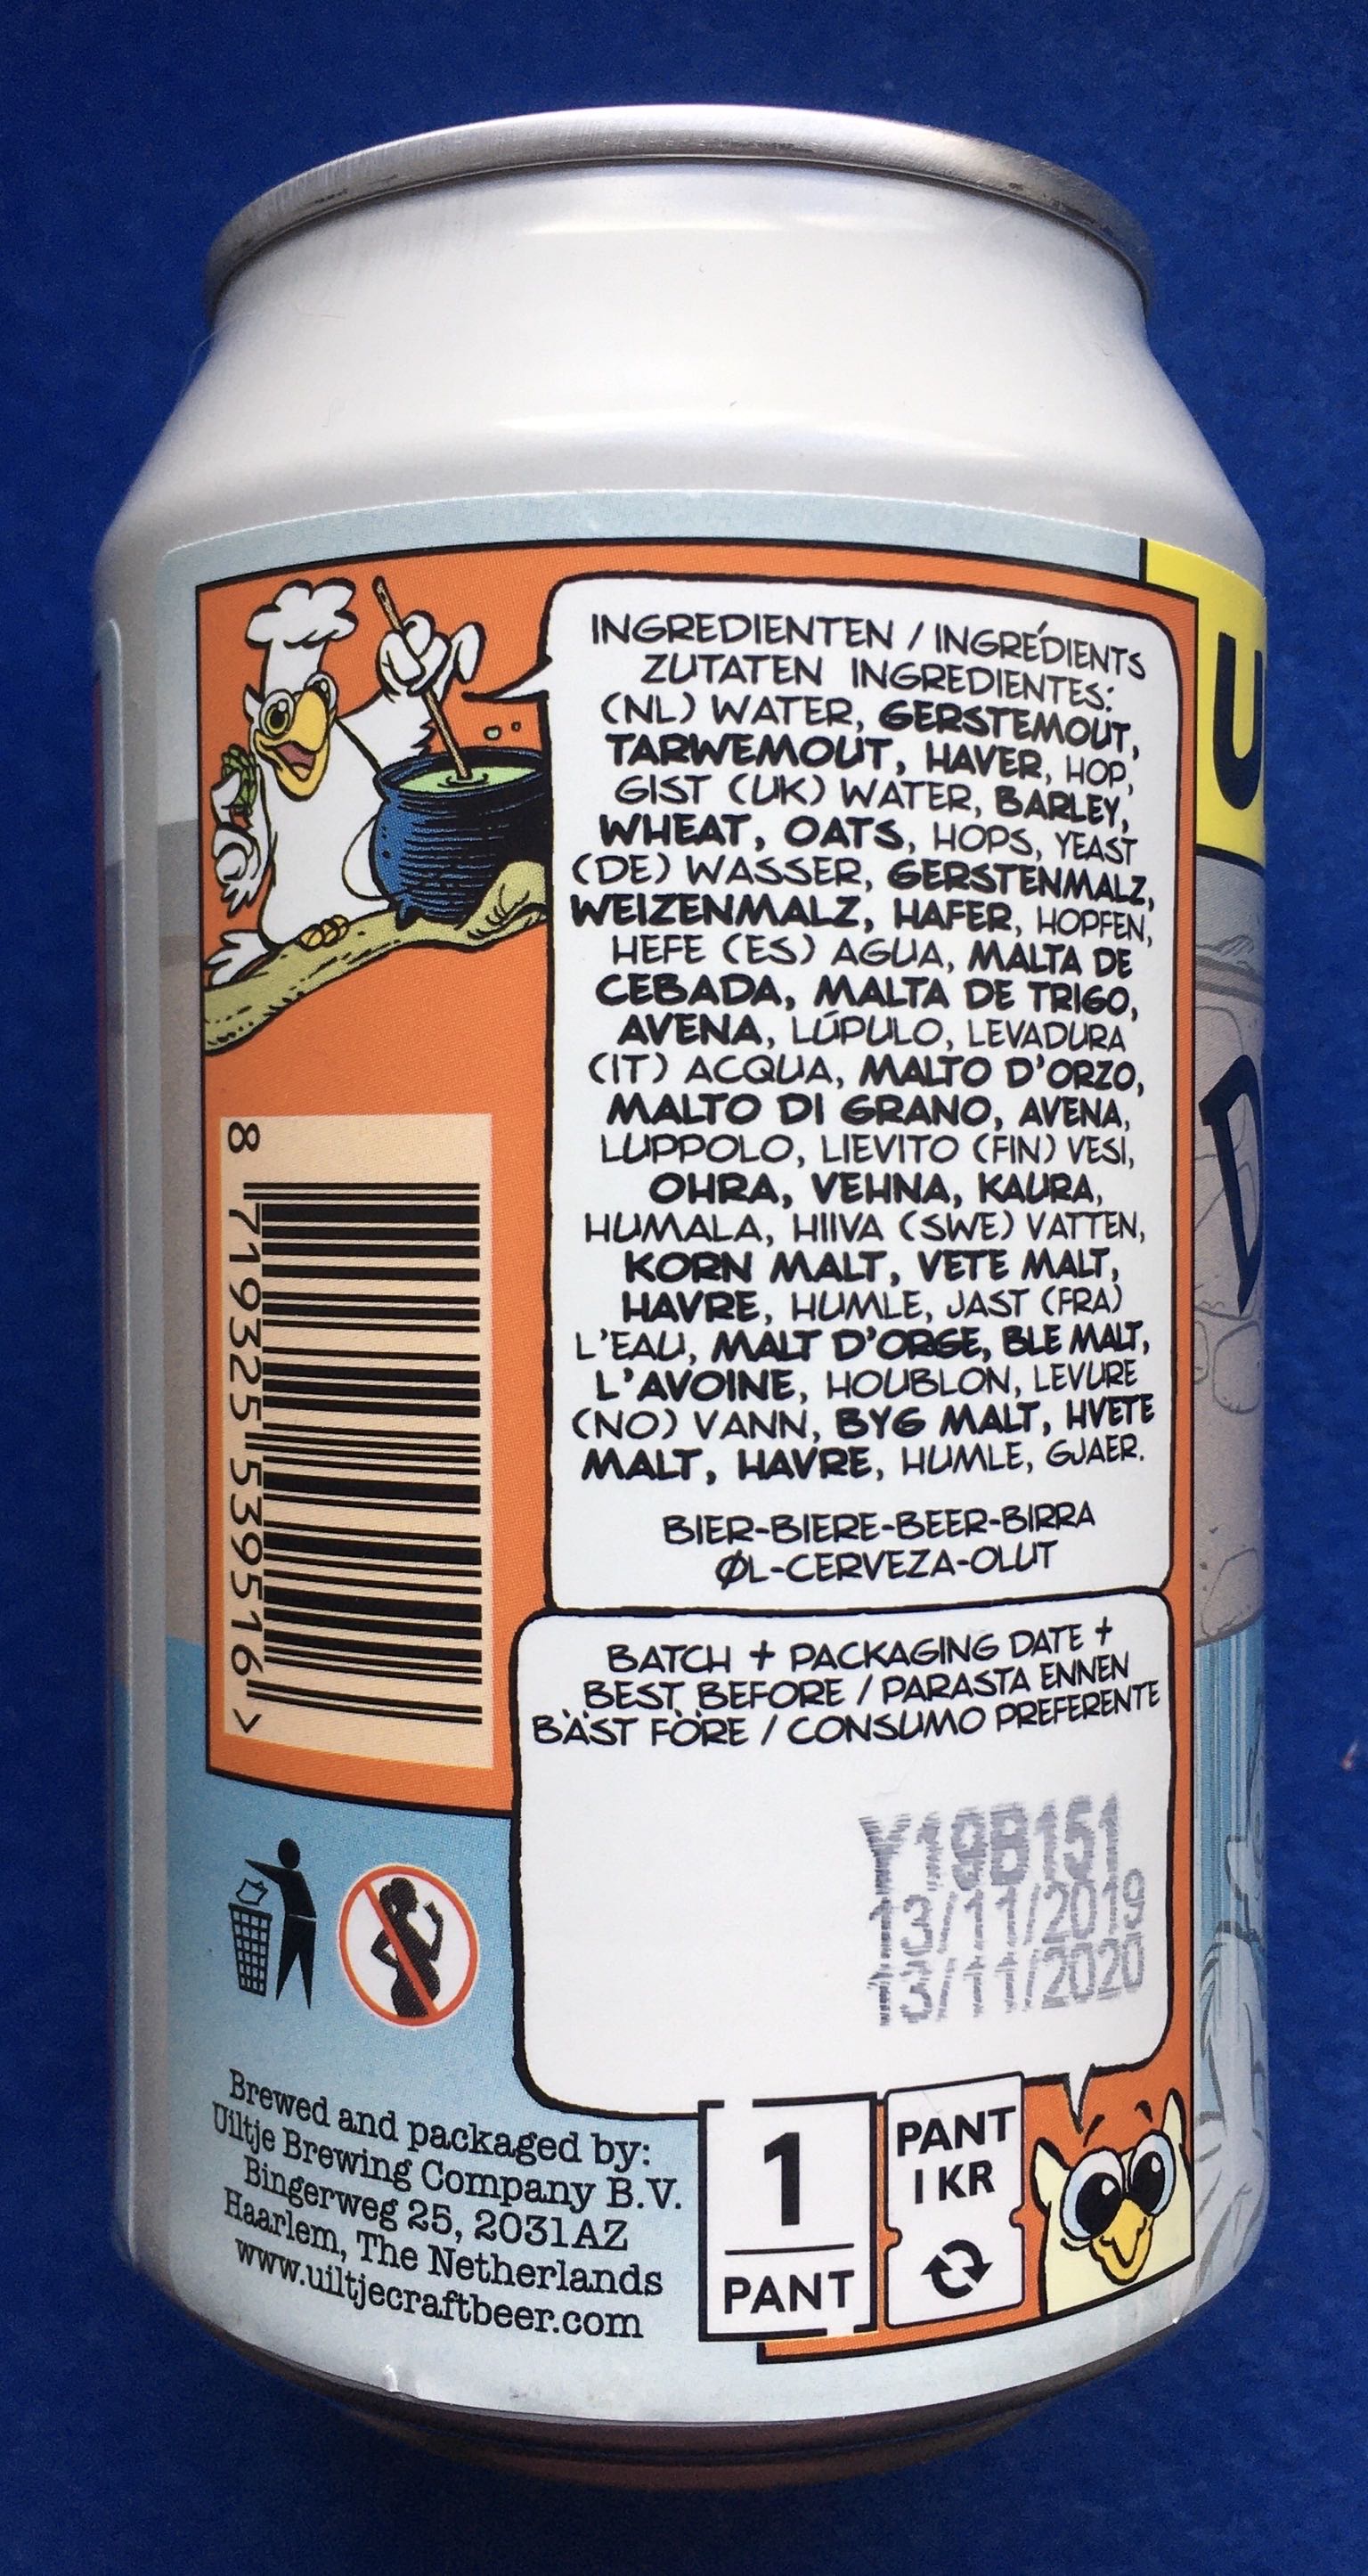 INGREDIENTEN / INGRÉDIENTS
ZUTATEN INGREDIENTES:
(NL) WATER, GERSTEMOUT,
TARWEMOUT, HAVER, HOP,
GIST (UK) WATER, BARLEY,
WHEAT, OATS, HOPS, YEAST
(DE) WASSER, GERSTENMALZ,
WEIZENMALZ, HAFER, HOPFEN,
HEFE (ES) AGUA, MALTA DE
CEBADA, MALTA DE TRIGO,
AVENA, LÚPULO, LEVADURA
(IT) ACQUA, MALTO D'ORZO,
MALTO DI GRANO, AVENA,
LUPPOLO, LIEVITO (FIN) VESI,
OHRA, VEHNA, KAURA,
HUMALA, HIIVA (SWE) VATTEN,
KORN MALT, VETE MALT,
HAVRE, HUMLE, JAST (FRA)
L'EAU, MALT D'ORGE, BLE MALT,
L'AVOINE, HOUBLON, LEVURE
(NO) VANN, BYG MALT, HVETE
MALT, HAVRE, HUMLE, GJAER.
BIER-BIERE-BEER-BIRRA
ØL-CERVEZA-OLUT
BATCH + PACKAGING DATE +
BEST BEFORE / PARASTA ENNEN
BÄST FÖRE / CONSUMO PREFERENTE
Y19B151
13/11/2019
13/11/2020
8 719325 539516 >
Brewed and packaged by:
Uiltje Brewing Company B.V.
Bingerweg 25, 2031AZ
Haarlem, The Netherlands
www.uiltjecraftbeer.com
1
PANT
PANT
1 KR
U
D